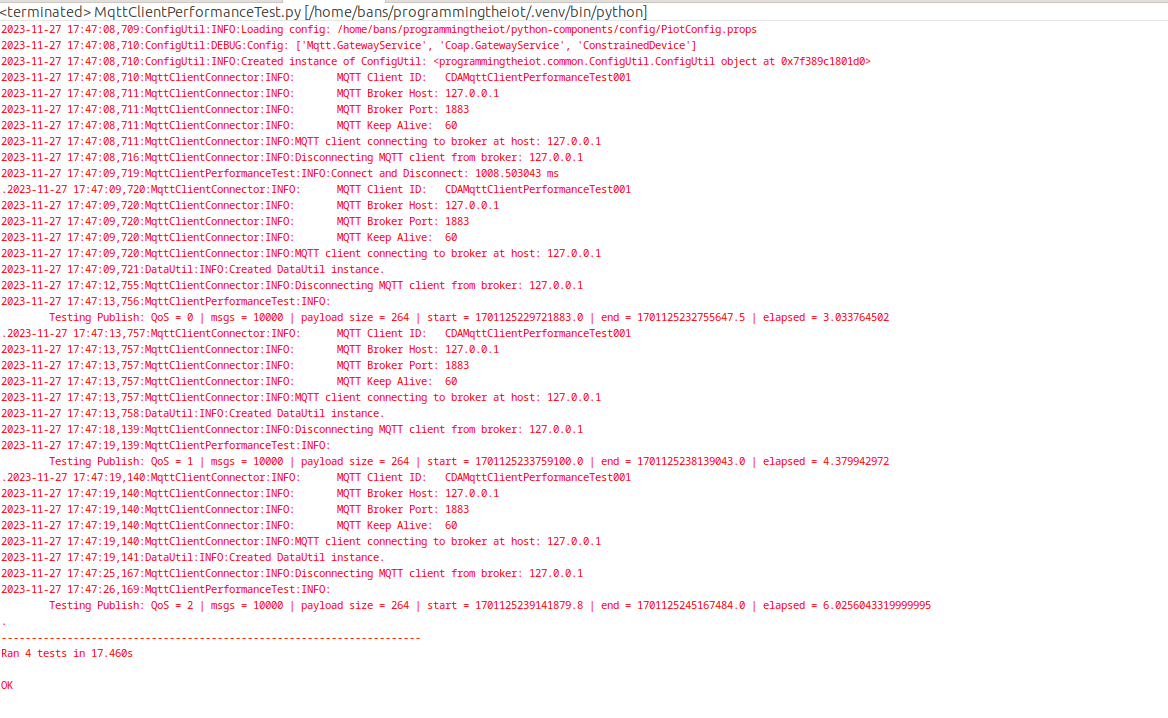 <terminated> MqttClientPerformanceTest.py [/home/bans/programmingtheiot/.venv/bin/python]
2023-11-27 17:47:08,709:ConfigUtil:INFO:Loading config: /home/bans/programmingtheiot/python-components/config/PiotConfig.props
2023-11-27 17:47:08,710:ConfigUtil:DEBUG:Config: ['Mqtt.GatewayService', 'Coap.GatewayService', 'ConstrainedDevice']
2023-11-27 17:47:08,710:ConfigUtil:INFO:Created instance of ConfigUtil: <programmingtheiot.common.ConfigUtil.ConfigUtil object at 0x7f389c1801d0>
2023-11-27 17:47:08,710:MqttClientConnector:INFO:	MQTT Client ID:   CDAMqttClientPerformanceTest001
2023-11-27 17:47:08,711:MqttClientConnector:INFO:	MQTT Broker Host: 127.0.0.1
2023-11-27 17:47:08,711:MqttClientConnector:INFO:	MQTT Broker Port: 1883
2023-11-27 17:47:08,711:MqttClientConnector:INFO:	MQTT Keep Alive:  60
2023-11-27 17:47:08,711:MqttClientConnector:INFO:MQTT client connecting to broker at host: 127.0.0.1
2023-11-27 17:47:08,716:MqttClientConnector:INFO:Disconnecting MQTT client from broker: 127.0.0.1
2023-11-27 17:47:09,719:MqttClientPerformanceTest:INFO:Connect and Disconnect: 1008.503043 ms
.2023-11-27 17:47:09,720:MqttClientConnector:INFO:	MQTT Client ID:   CDAMqttClientPerformanceTest001
2023-11-27 17:47:09,720:MqttClientConnector:INFO:	MQTT Broker Host: 127.0.0.1
2023-11-27 17:47:09,720:MqttClientConnector:INFO:	MQTT Broker Port: 1883
2023-11-27 17:47:09,720:MqttClientConnector:INFO:	MQTT Keep Alive:  60
2023-11-27 17:47:09,720:MqttClientConnector:INFO:MQTT client connecting to broker at host: 127.0.0.1
2023-11-27 17:47:09,721:DataUtil:INFO:Created DataUtil instance.
2023-11-27 17:47:12,755:MqttClientConnector:INFO:Disconnecting MQTT client from broker: 127.0.0.1
2023-11-27 17:47:13,756:MqttClientPerformanceTest:INFO:
	Testing Publish: QoS = 0 | msgs = 10000 | payload size = 264 | start = 1701125229721883.0 | end = 1701125232755647.5 | elapsed = 3.033764502
.2023-11-27 17:47:13,757:MqttClientConnector:INFO:	MQTT Client ID:   CDAMqttClientPerformanceTest001
2023-11-27 17:47:13,757:MqttClientConnector:INFO:	MQTT Broker Host: 127.0.0.1
2023-11-27 17:47:13,757:MqttClientConnector:INFO:	MQTT Broker Port: 1883
2023-11-27 17:47:13,757:MqttClientConnector:INFO:	MQTT Keep Alive:  60
2023-11-27 17:47:13,757:MqttClientConnector:INFO:MQTT client connecting to broker at host: 127.0.0.1
2023-11-27 17:47:13,758:DataUtil:INFO:Created DataUtil instance.
2023-11-27 17:47:18,139:MqttClientConnector:INFO:Disconnecting MQTT client from broker: 127.0.0.1
2023-11-27 17:47:19,139:MqttClientPerformanceTest:INFO:
	Testing Publish: QoS = 1 | msgs = 10000 | payload size = 264 | start = 1701125233759100.0 | end = 1701125238139043.0 | elapsed = 4.379942972
.2023-11-27 17:47:19,140:MqttClientConnector:INFO:	MQTT Client ID:   CDAMqttClientPerformanceTest001
2023-11-27 17:47:19,140:MqttClientConnector:INFO:	MQTT Broker Host: 127.0.0.1
2023-11-27 17:47:19,140:MqttClientConnector:INFO:	MQTT Broker Port: 1883
2023-11-27 17:47:19,140:MqttClientConnector:INFO:	MQTT Keep Alive:  60
2023-11-27 17:47:19,140:MqttClientConnector:INFO:MQTT client connecting to broker at host: 127.0.0.1
2023-11-27 17:47:19,141:DataUtil:INFO:Created DataUtil instance.
2023-11-27 17:47:25,167:MqttClientConnector:INFO:Disconnecting MQTT client from broker: 127.0.0.1
2023-11-27 17:47:26,169:MqttClientPerformanceTest:INFO:
	Testing Publish: QoS = 2 | msgs = 10000 | payload size = 264 | start = 1701125239141879.8 | end = 1701125245167484.0 | elapsed = 6.0256043319999995
.
----------------------------------------------------------------------
Ran 4 tests in 17.460s
OK